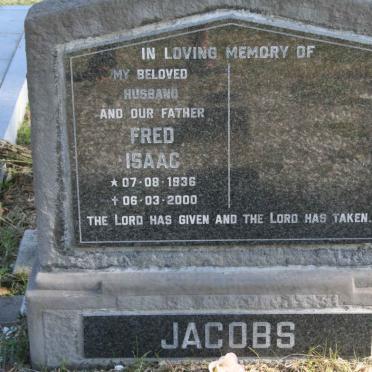 IN LOVING MEMORY OF
MY BELOVED
HUSBAND
AND OUR FATHER
FRED
ISAAC
★ 07-08-1936
✝ 06-03-2000
THE LORD HAS GIVEN AND THE LORD HAS TAKEN.
JACOBS